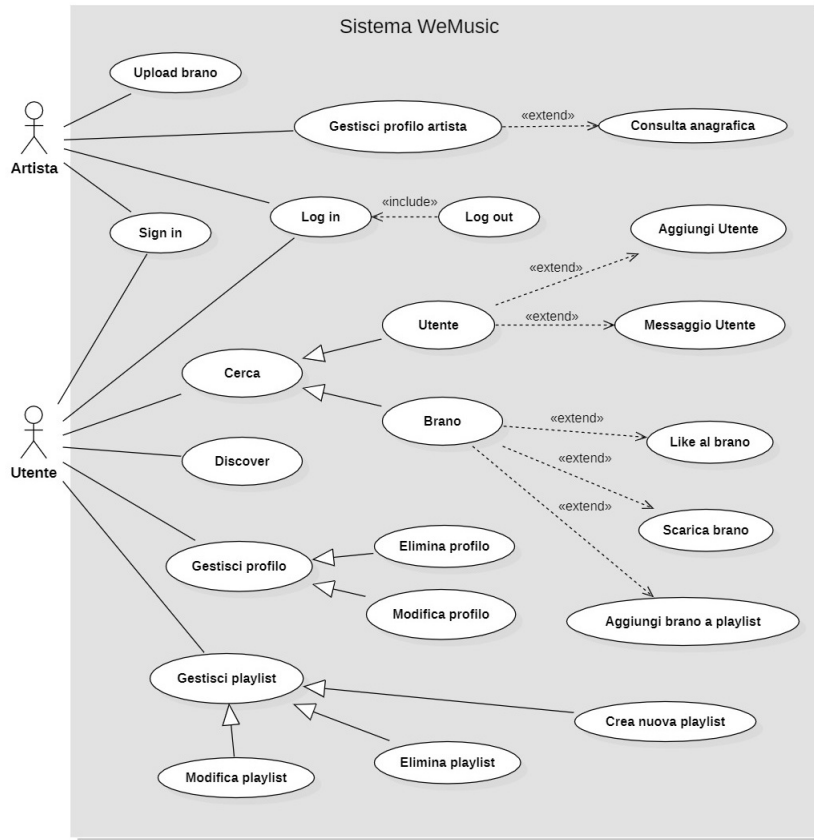 Sistema WeMusic
Upload brano
Artista
Gestisci profilo artista
«extend»
Consulta anagrafica
Sign in
Log in
«include»
Log out
Aggiungi Utente
«extend»
Utente
«extend»
Messaggio Utente
Cerca
Brano
«extend»
Like al brano
Utente
Discover
«extend»
Scarica brano
«extend»
Gestisci profilo
Elimina profilo
Modifica profilo
Aggiungi brano a playlist
Gestisci playlist
Crea nuova playlist
Modifica playlist
Elimina playlist